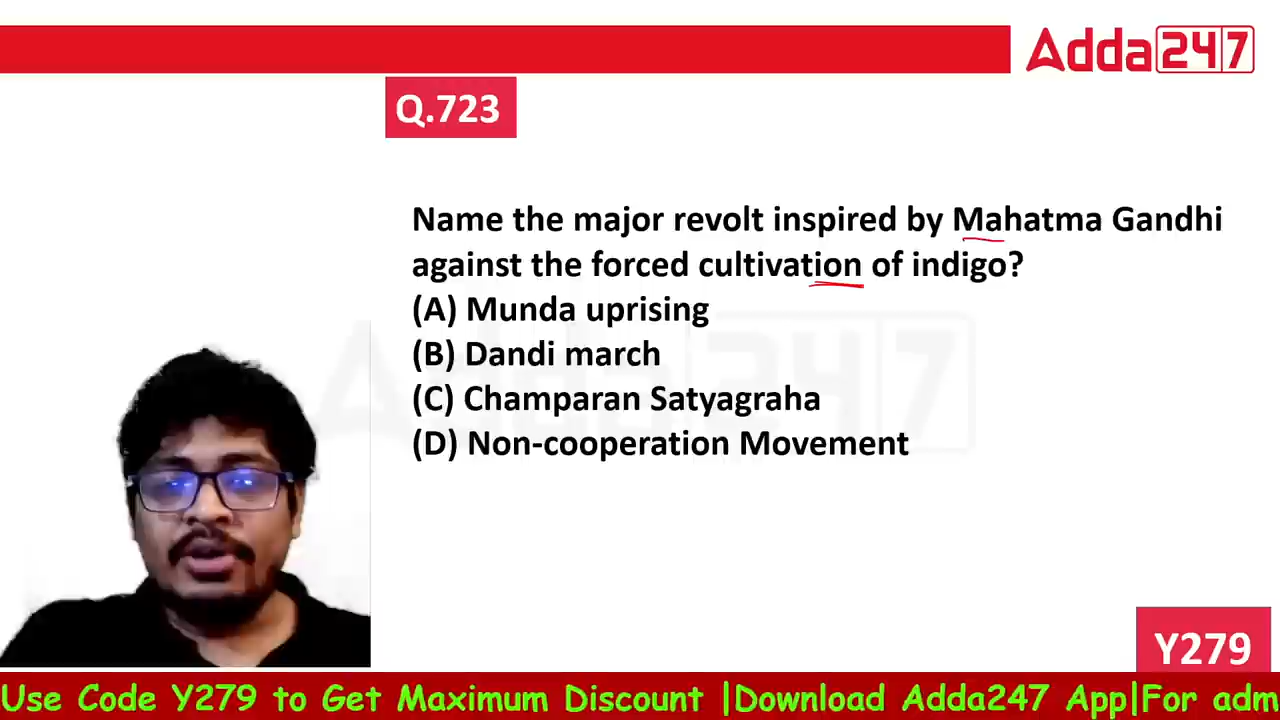 Adda247
Q.723
Name the major revolt inspired by Mahatma Gandhi
against the forced cultivation of indigo?
(A) Munda uprising
(B) Dandi march
(C) Champaran Satyagraha
(D) Non-cooperation Movement
Y279
Use Code Y279 to Get Maximum Discount |Download Adda247 App|For adm